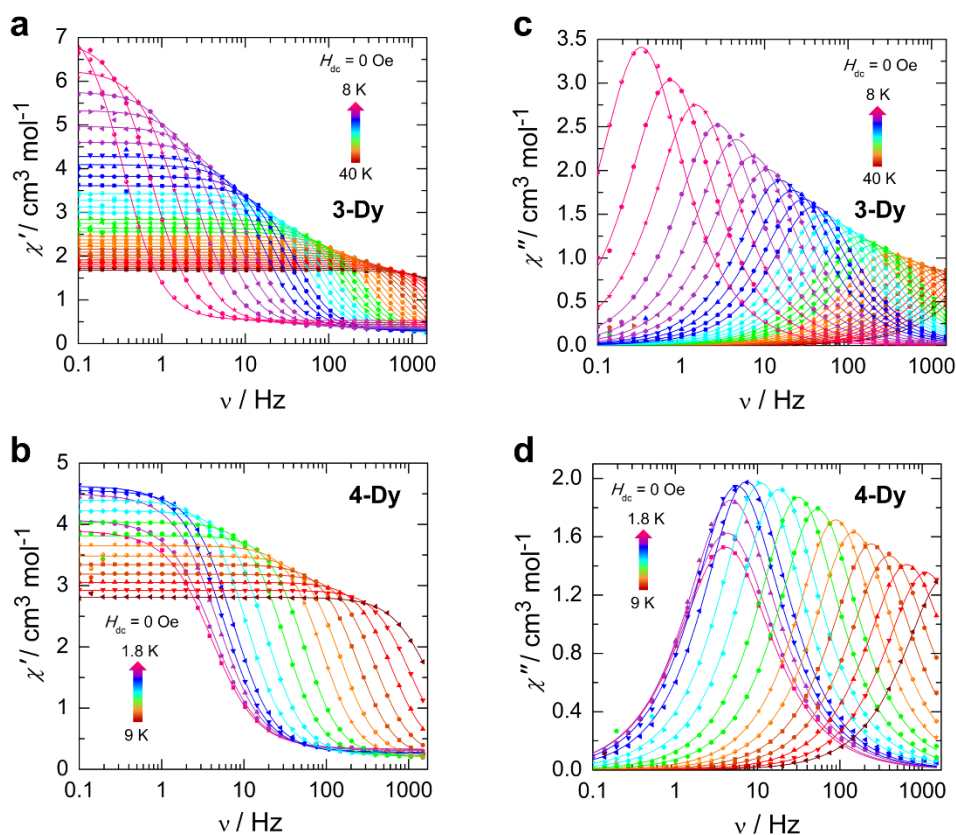 a
7
6
5
4
3
2
1
0
χ′ / cm³ mol⁻¹
H_dc = 0 Oe
8 K
40 K
3-Dy
0.1 1 10 100 1000
ν / Hz
c
3.5
3.0
2.5
2.0
1.5
1.0
0.5
0.0
χ″ / cm³ mol⁻¹
H_dc = 0 Oe
8 K
40 K
3-Dy
0.1 1 10 100 1000
ν / Hz
b
5
4
3
2
1
0
χ′ / cm³ mol⁻¹
4-Dy
H_dc = 0 Oe
1.8 K
9 K
0.1 1 10 100 1000
ν / Hz
d
2.0
1.6
1.2
0.8
0.4
0.0
χ″ / cm³ mol⁻¹
H_dc = 0 Oe
1.8 K
9 K
4-Dy
0.1 1 10 100 1000
ν / Hz